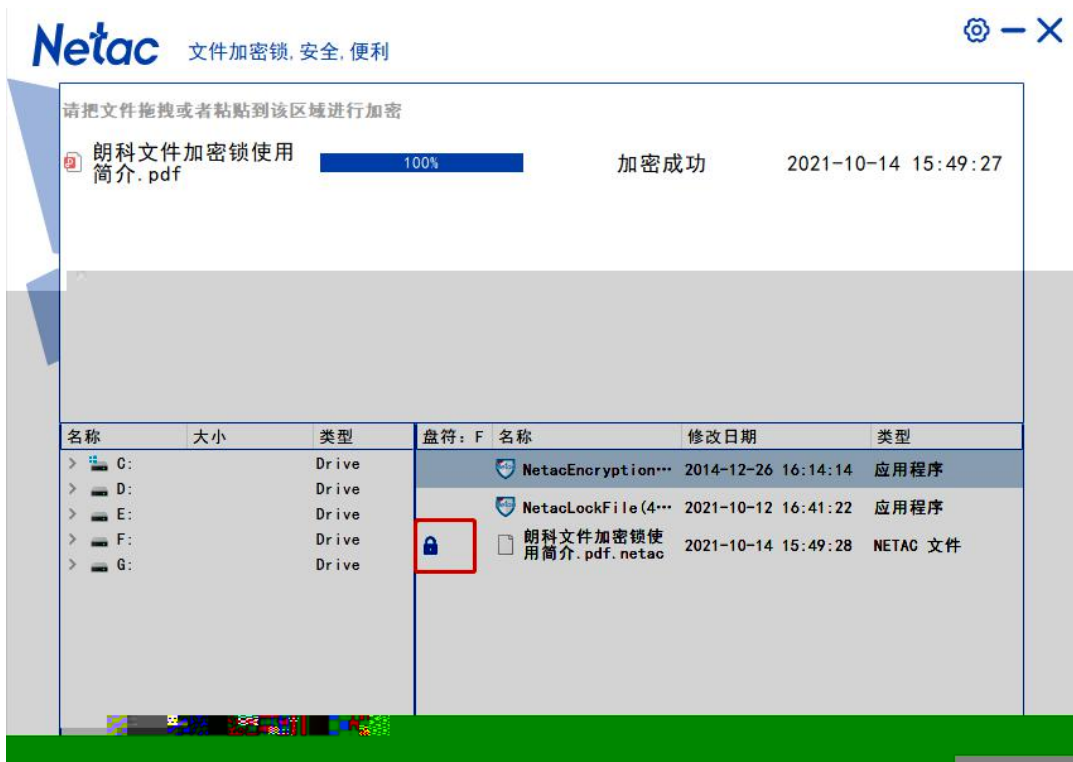 Netac 文件加密锁,安全,便利
请把文件拖拽或者粘贴到该区域进行加密
朗科文件加密锁使用
简介.pdf
100%
加密成功
2021-10-14 15:49:27
名称 大小 类型
C: Drive
D: Drive
E: Drive
F: Drive
G: Drive
盘符: F 名称 修改日期 类型
NetacEncryption… 2014-12-26 16:14:14 应用程序
NetacLockFile(4… 2021-10-12 16:41:22 应用程序
朗科文件加密锁使
用简介.pdf.netac
2021-10-14 15:49:28 NETAC 文件